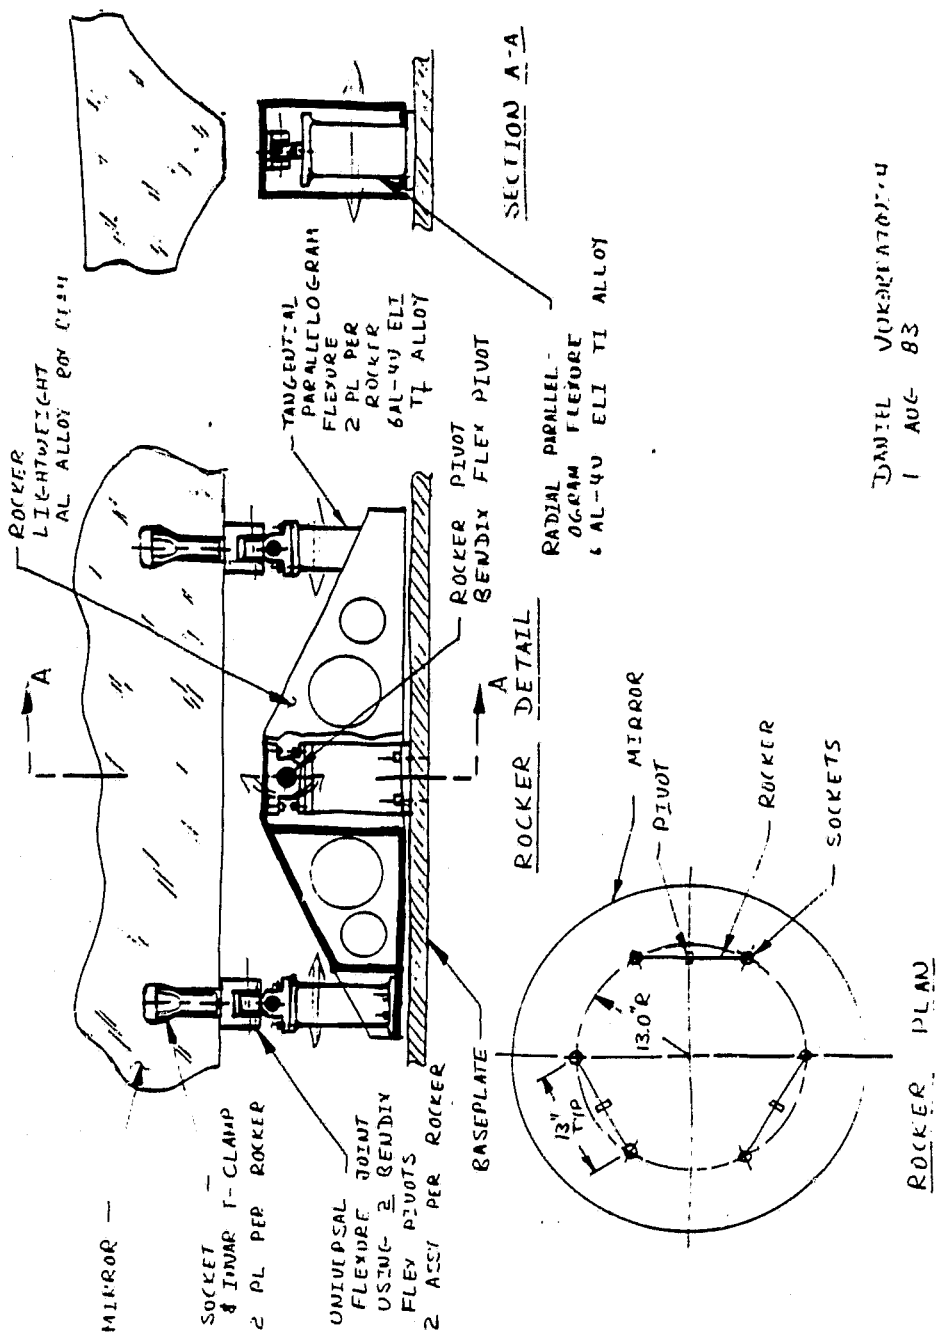 MIRROR
SOCKET
& INVAR T-CLAMP
2 PL PER ROCKER
UNIVERSAL
FLEXURE JOINT
USING 2 BENDIX
FLEX PIVOTS
2 ASSY PER ROCKER
BASEPLATE
ROCKER
LIGHTWEIGHT
AL ALLOY BOX
A
A
TANGENTIAL
PARALLELOGRAM
FLEXURE
2 PL PER
ROCKER
6AL-4V ELI
TI ALLOY
ROCKER PIVOT
BENDIX FLEX PIVOT
ROCKER DETAIL
RADIAL PARALLEL-
OGRAM FLEXURE
6 AL-4V ELI TI ALLOY
SECTION A-A
MIRROR
PIVOT
ROCKER
SOCKETS
13.0"R
13"
TYP
ROCKER PLAN
DANIEL
1 AUG 83